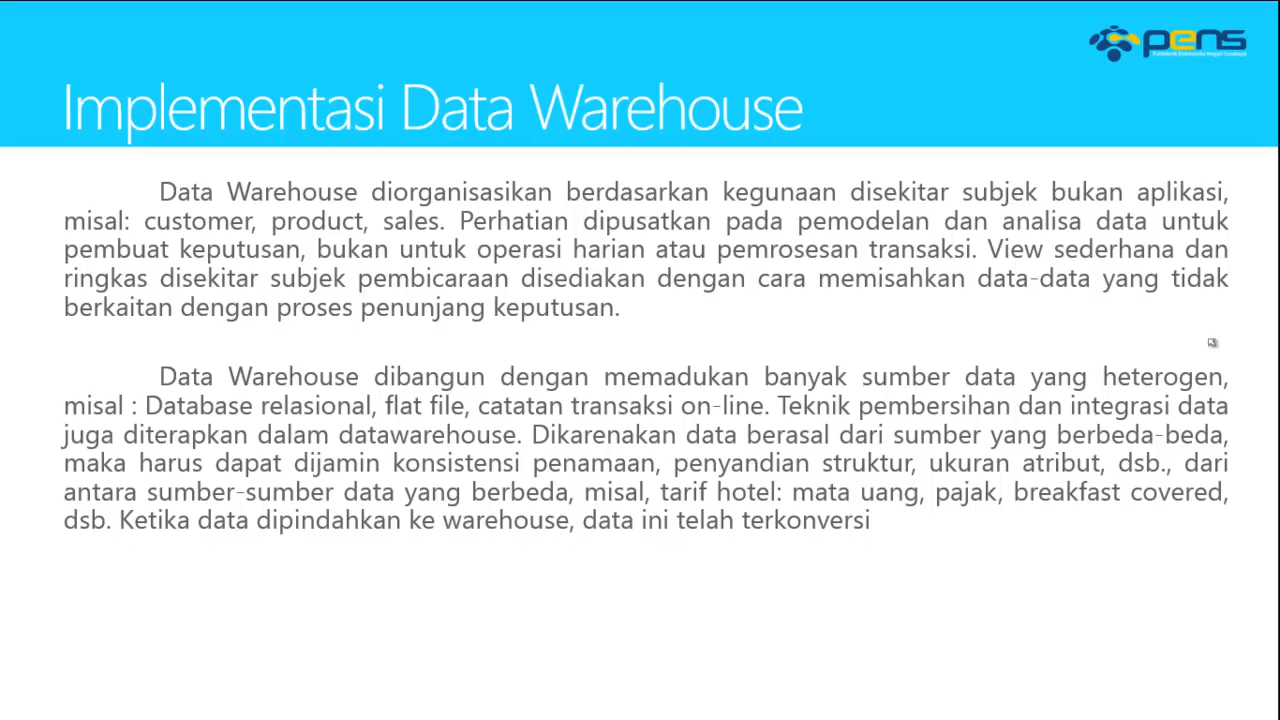 pens
Politeknik Elektronika Negeri Surabaya
Implementasi Data Warehouse
Data Warehouse diorganisasikan berdasarkan kegunaan disekitar subjek bukan aplikasi,
misal: customer, product, sales. Perhatian dipusatkan pada pemodelan dan analisa data untuk
pembuat keputusan, bukan untuk operasi harian atau pemrosesan transaksi. View sederhana dan
ringkas disekitar subjek pembicaraan disediakan dengan cara memisahkan data-data yang tidak
berkaitan dengan proses penunjang keputusan.
Data Warehouse dibangun dengan memadukan banyak sumber data yang heterogen,
misal : Database relasional, flat file, catatan transaksi on-line. Teknik pembersihan dan integrasi data
juga diterapkan dalam datawarehouse. Dikarenakan data berasal dari sumber yang berbeda-beda,
maka harus dapat dijamin konsistensi penamaan, penyandian struktur, ukuran atribut, dsb., dari
antara sumber-sumber data yang berbeda, misal, tarif hotel: mata uang, pajak, breakfast covered,
dsb. Ketika data dipindahkan ke warehouse, data ini telah terkonversi